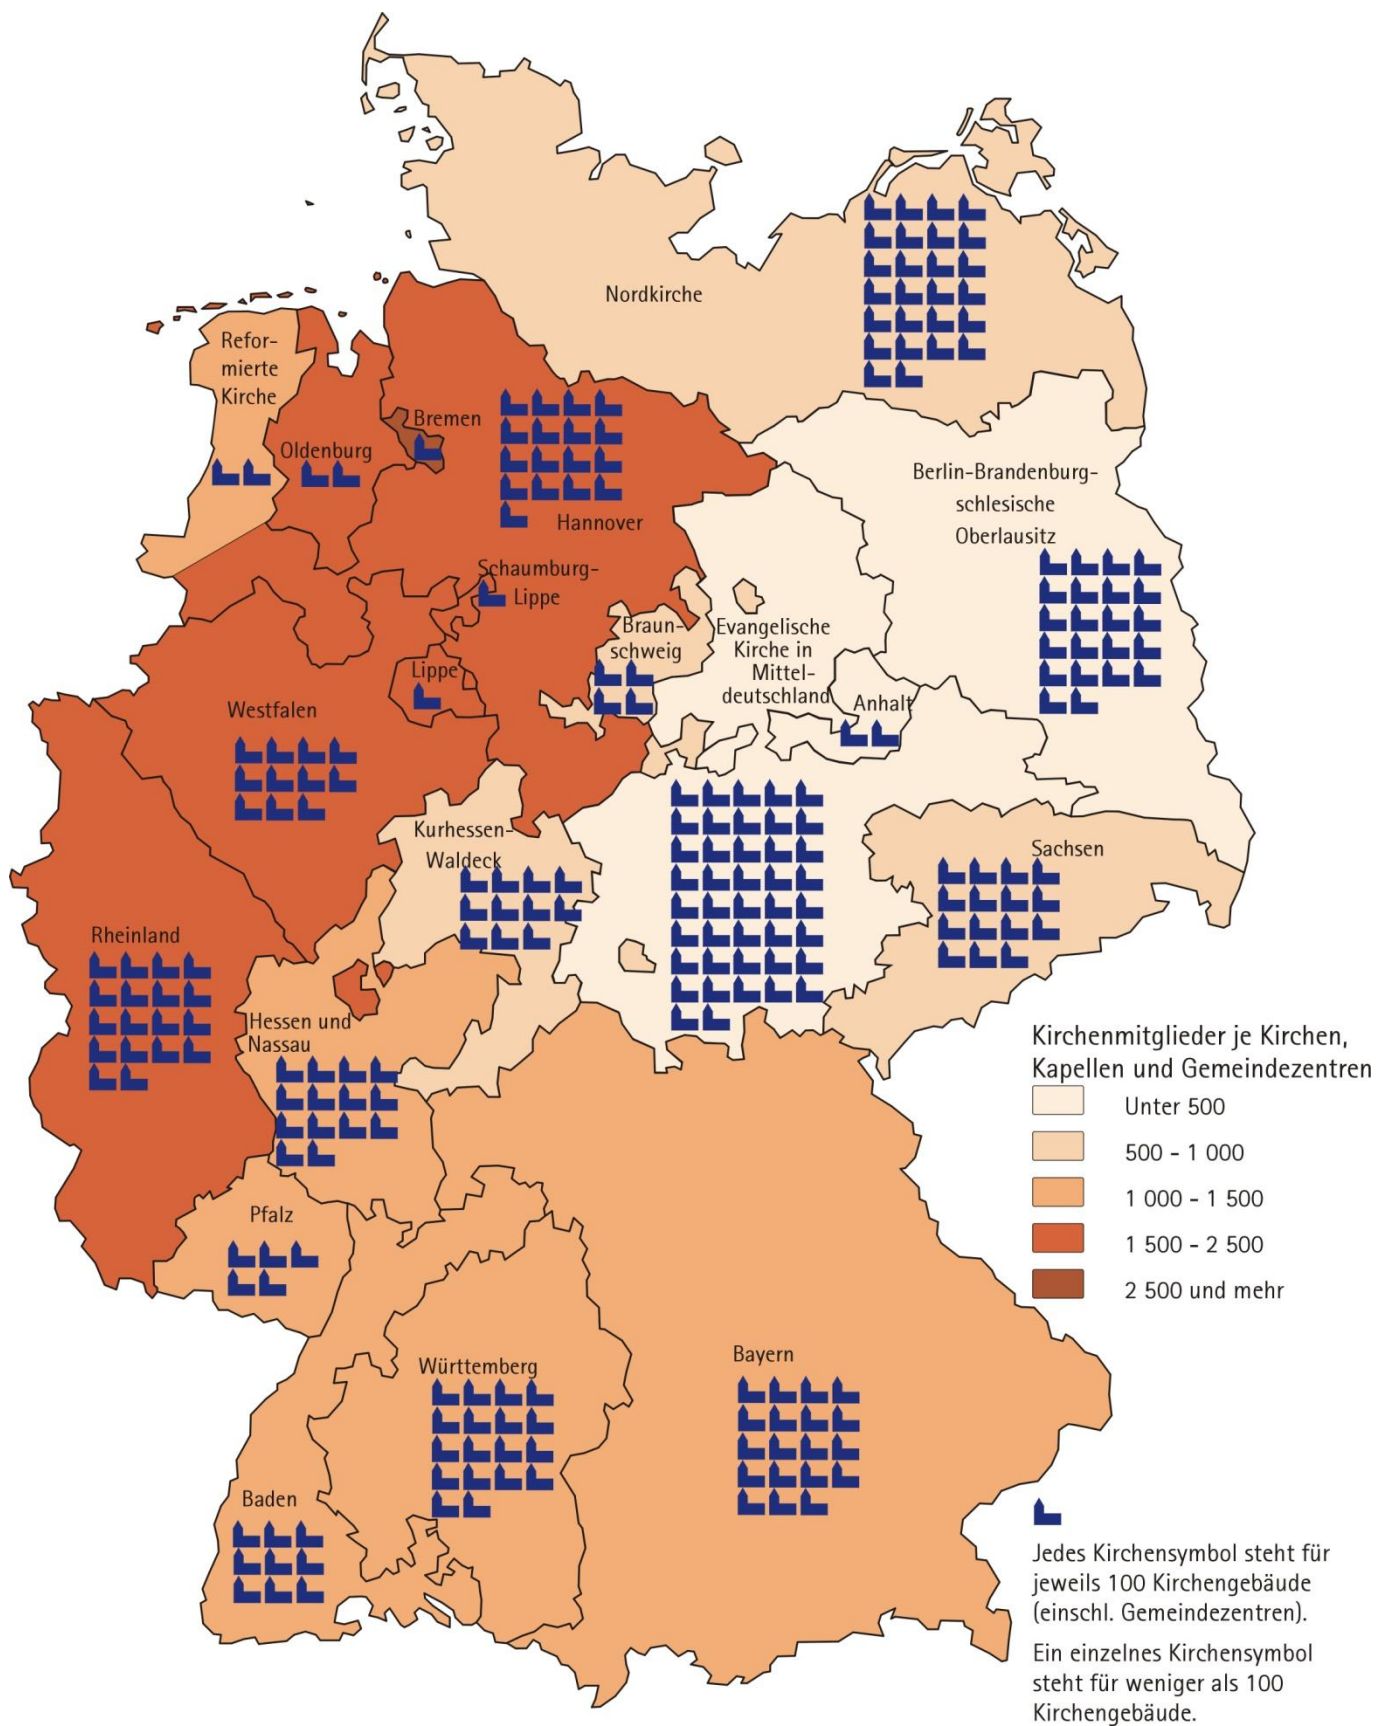 Nordkirche
Refor-
mierte
Kirche
Bremen
Oldenburg
Berlin-Brandenburg-
schlesische
Oberlausitz
Hannover
Schaumburg-
Lippe
Braun-
schweig
Evangelische
Kirche in
Mittel-
deutschland
Lippe
Anhalt
Westfalen
Kurhessen-
Waldeck
Sachsen
Rheinland
Hessen und
Nassau
Pfalz
Württemberg
Bayern
Baden
Kirchenmitglieder je Kirchen,
Kapellen und Gemeindezentren
Unter 500
500 - 1 000
1 000 - 1 500
1 500 - 2 500
2 500 und mehr
Jedes Kirchensymbol steht für
jeweils 100 Kirchengebäude
(einschl. Gemeindezentren).
Ein einzelnes Kirchensymbol
steht für weniger als 100
Kirchengebäude.